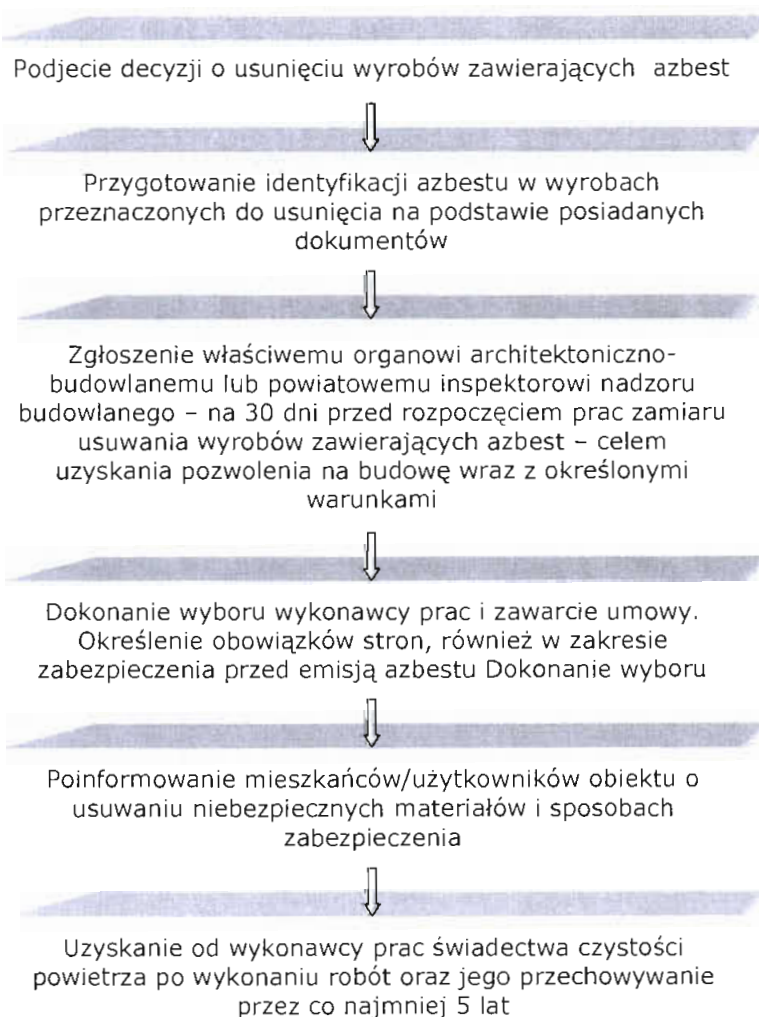 Podjecie decyzji o usunięciu wyrobów zawierających azbest
Przygotowanie identyfikacji azbestu w wyrobach
przeznaczonych do usunięcia na podstawie posiadanych
dokumentów
Zgłoszenie właściwemu organowi architektoniczno-
budowlanemu lub powiatowemu inspektorowi nadzoru
budowlanego – na 30 dni przed rozpoczęciem prac zamiaru
usuwania wyrobów zawierających azbest – celem
uzyskania pozwolenia na budowę wraz z określonymi
warunkami
Dokonanie wyboru wykonawcy prac i zawarcie umowy.
Określenie obowiązków stron, również w zakresie
zabezpieczenia przed emisją azbestu Dokonanie wyboru
Poinformowanie mieszkańców/użytkowników obiektu o
usuwaniu niebezpiecznych materiałów i sposobach
zabezpieczenia
Uzyskanie od wykonawcy prac świadectwa czystości
powietrza po wykonaniu robót oraz jego przechowywanie
przez co najmniej 5 lat